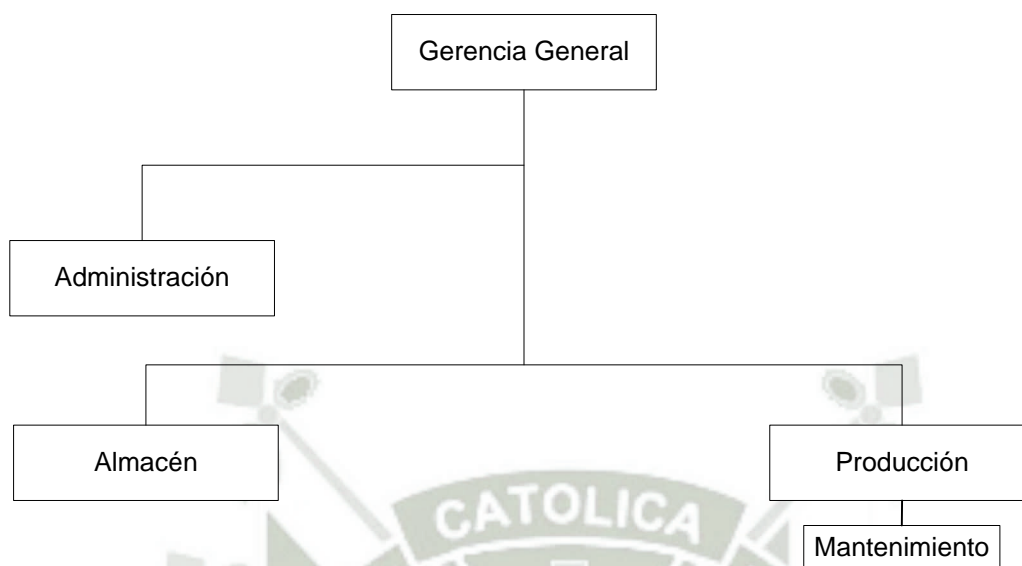 Gerencia General
Administración
Almacén
Producción
CATOLICA
Mantenimiento